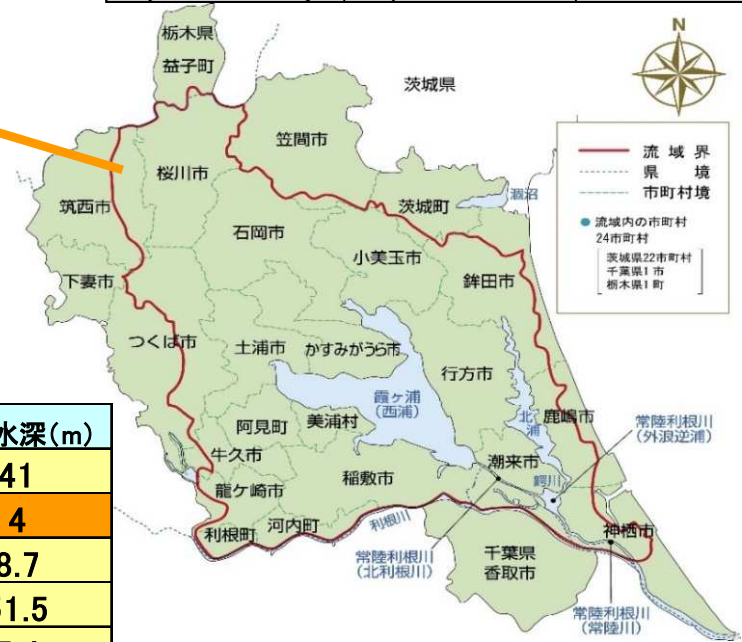 栃木県
益子町
N
茨城県
笠間市
桜川市
筑西市
茨城町
涸沼
石岡市
小美玉市
鉾田市
下妻市
つくば市
土浦市
かすみがうら市
行方市
霞ヶ浦
(西浦)
北浦
鹿嶋市
阿見町
美浦村
牛久市
稲敷市
潮来市
鰐川
龍ケ崎市
利根町
河内町
利根川
神栖市
千葉県
香取市
常陸利根川
(外浪逆浦)
常陸利根川
(北利根川)
常陸利根川
(常陸川)
流域界
県境
市町村境
● 流域内の市町村
24市町村
茨城県22市町村
千葉県1市
栃木県1町
水深(m)
41
4
8.7
51.5